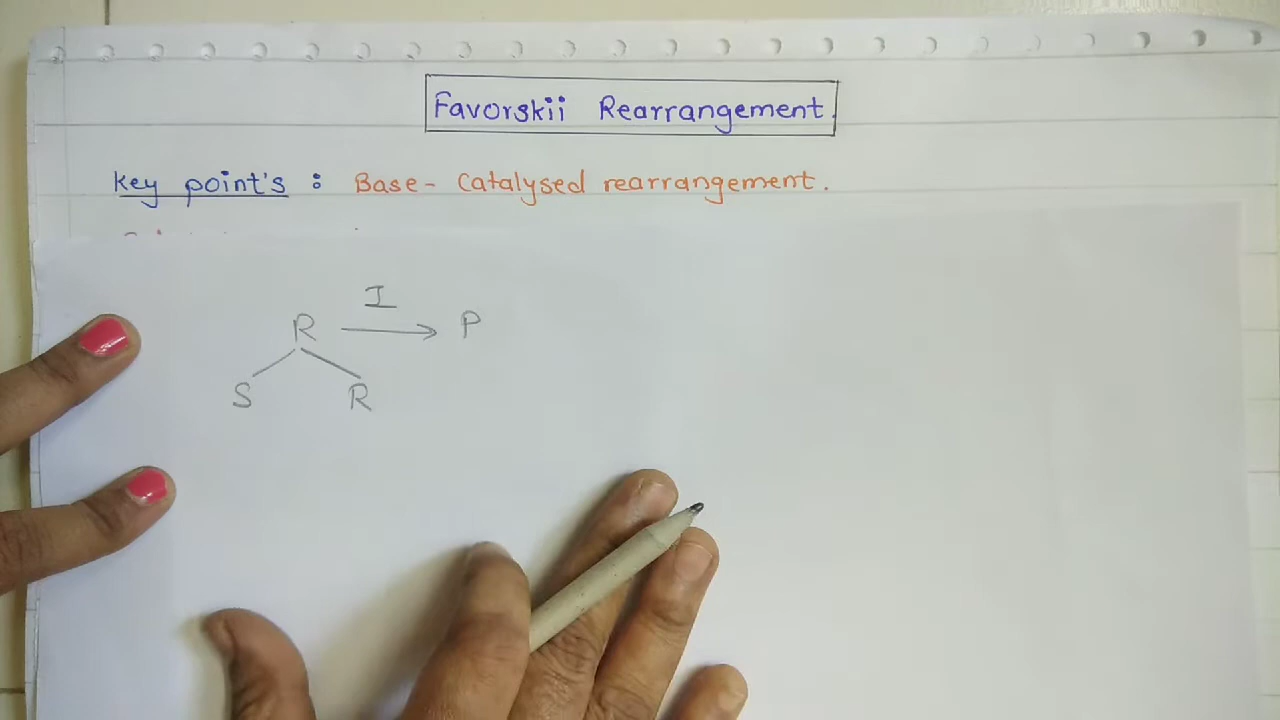 Favorskii Rearrangement.
Key point's : Base- Catalysed rearrangement.
I
R → P
S R